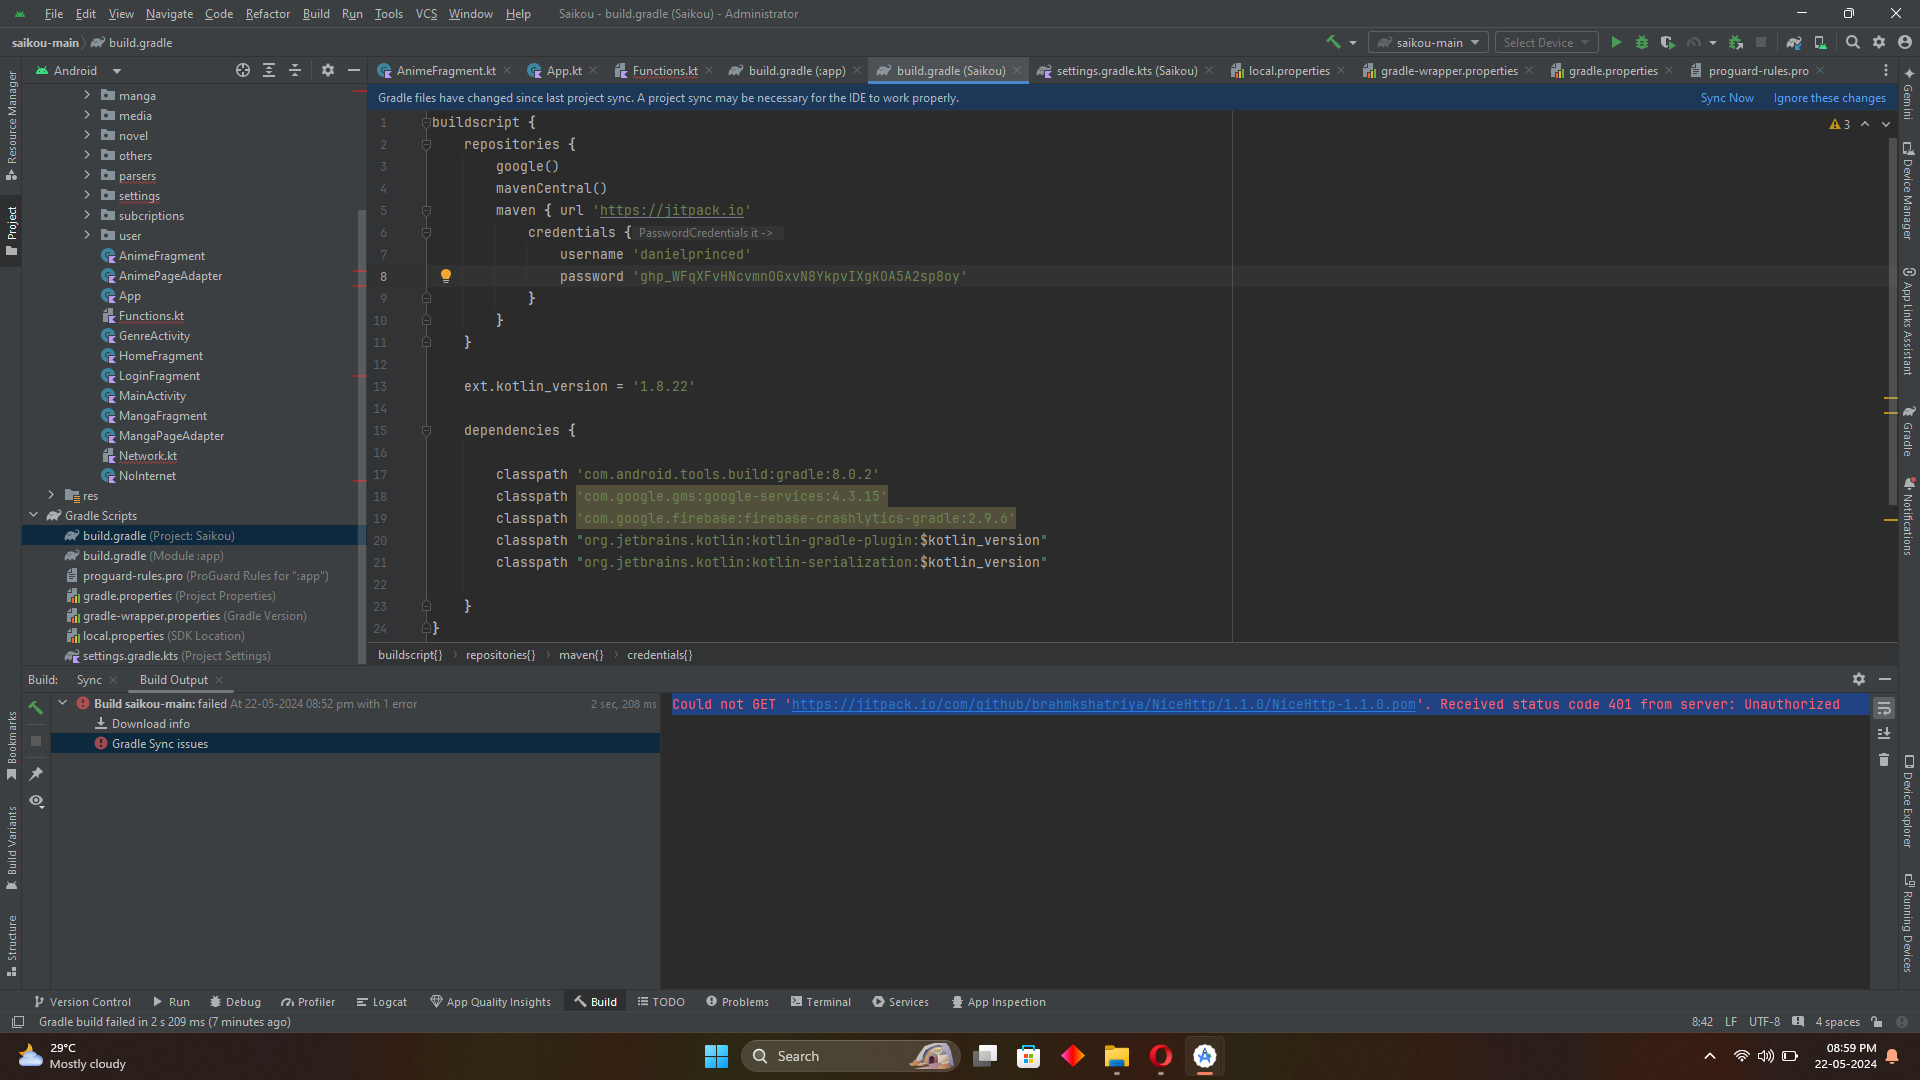 File Edit View Navigate Code Refactor Build Run Tools VCS Window Help Saikou - build.gradle (Saikou) - Administrator
saikou-main build.gradle
saikou-main Select Device
Android
AnimeFragment.kt App.kt Functions.kt build.gradle (:app) build.gradle (Saikou) settings.gradle.kts (Saikou) local.properties gradle-wrapper.properties gradle.properties proguard-rules.pro
Gradle files have changed since last project sync. A project sync may be necessary for the IDE to work properly. Sync Now Ignore these changes
Resource Manager
Project
Bookmarks
Build Variants
Structure
manga
media
novel
others
parsers
settings
subcriptions
user
AnimeFragment
AnimePageAdapter
App
Functions.kt
GenreActivity
HomeFragment
LoginFragment
MainActivity
MangaFragment
MangaPageAdapter
Network.kt
NoInternet
res
Gradle Scripts
build.gradle (Project: Saikou)
build.gradle (Module :app)
proguard-rules.pro (ProGuard Rules for ":app")
gradle.properties (Project Properties)
gradle-wrapper.properties (Gradle Version)
local.properties (SDK Location)
settings.gradle.kts (Project Settings)
3
1 buildscript {
2 repositories {
3 google()
4 mavenCentral()
5 maven { url 'https://jitpack.io'
6 credentials { PasswordCredentials it ->
7 username 'danielprinced'
8 password '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'
9 }
10 }
11 }
12
13 ext.kotlin_version = '1.8.22'
14
15 dependencies {
16
17 classpath 'com.android.tools.build:gradle:8.0.2'
18 classpath 'com.google.gms:google-services:4.3.15'
19 classpath 'com.google.firebase:firebase-crashlytics-gradle:2.9.6'
20 classpath "org.jetbrains.kotlin:kotlin-gradle-plugin:$kotlin_version"
21 classpath "org.jetbrains.kotlin:kotlin-serialization:$kotlin_version"
22
23 }
24 }
buildscript{} repositories{} maven{} credentials{}
Gemini
Device Manager
App Links Assistant
Gradle
Notifications
Device Explorer
Running Devices
Build: Sync Build Output
Build saikou-main: failed At 22-05-2024 08:52 pm with 1 error 2 sec, 208 ms
Download info
Gradle Sync issues
Could not GET 'https://jitpack.io/com/github/brahmkshatriya/NiceHttp/1.1.0/NiceHttp-1.1.0.pom'. Received status code 401 from server: Unauthorized
Version Control Run Debug Profiler Logcat App Quality Insights Build TODO Problems Terminal Services App Inspection
Gradle build failed in 2 s 209 ms (7 minutes ago) 8:42 LF UTF-8 4 spaces
29°C
Mostly cloudy
Search
08:59 PM
22-05-2024